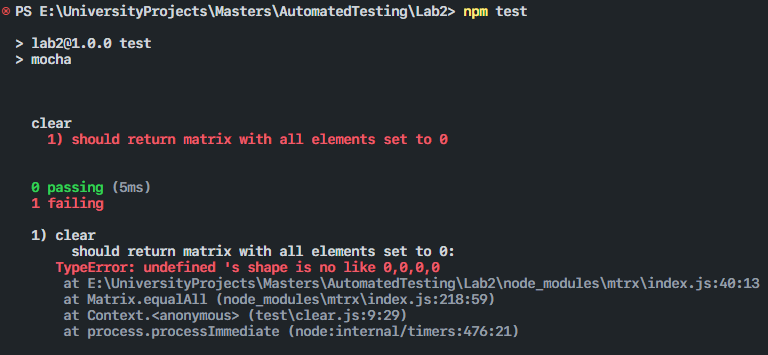 PS E:\UniversityProjects\Masters\AutomatedTesting\Lab2> npm test
> lab2@1.0.0 test
> mocha
clear
1) should return matrix with all elements set to 0
0 passing (5ms)
1 failing
1) clear
should return matrix with all elements set to 0:
TypeError: undefined 's shape is no like 0,0,0,0
at E:\UniversityProjects\Masters\AutomatedTesting\Lab2\node_modules\mtrx\index.js:40:13
at Matrix.equalAll (node_modules\mtrx\index.js:218:59)
at Context.<anonymous> (test\clear.js:9:29)
at process.processImmediate (node:internal/timers:476:21)